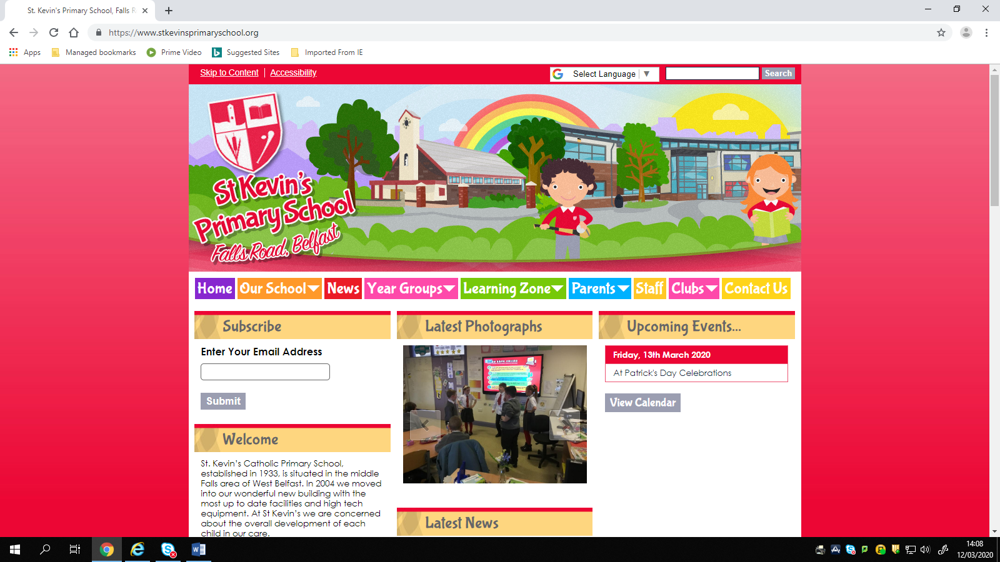 St. Kevin's Primary School, Falls R
https://www.stkevinsprimaryschool.org
Apps
Managed bookmarks
Prime Video
Suggested Sites
Imported From IE
Skip to Content
Accessibility
Select Language
Search
St Kevin's
Primary School
Falls Road, Belfast
Home
Our School
News
Year Groups
Learning Zone
Parents
Staff
Clubs
Contact Us
Subscribe
Enter Your Email Address
Submit
Welcome
St. Kevin's Catholic Primary School,
established in 1933, is situated in the middle
Falls area of West Belfast. In 2004 we moved
into our wonderful new building with the
most up to date facilities and high tech
equipment. At St Kevin's we are concerned
about the overall development of each
child in our care.
Latest Photographs
Latest News
Upcoming Events...
Friday, 13th March 2020
At Patrick's Day Celebrations
View Calendar
14:08
12/03/2020